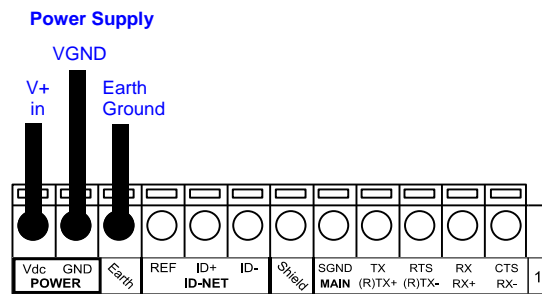 Power Supply
VGND
V+
in
Earth
Ground
Vdc GND Earth REF ID+ ID- Shield SGND TX RTS RX CTS
POWER ID-NET MAIN (R)TX+ (R)TX- RX+ RX-
1